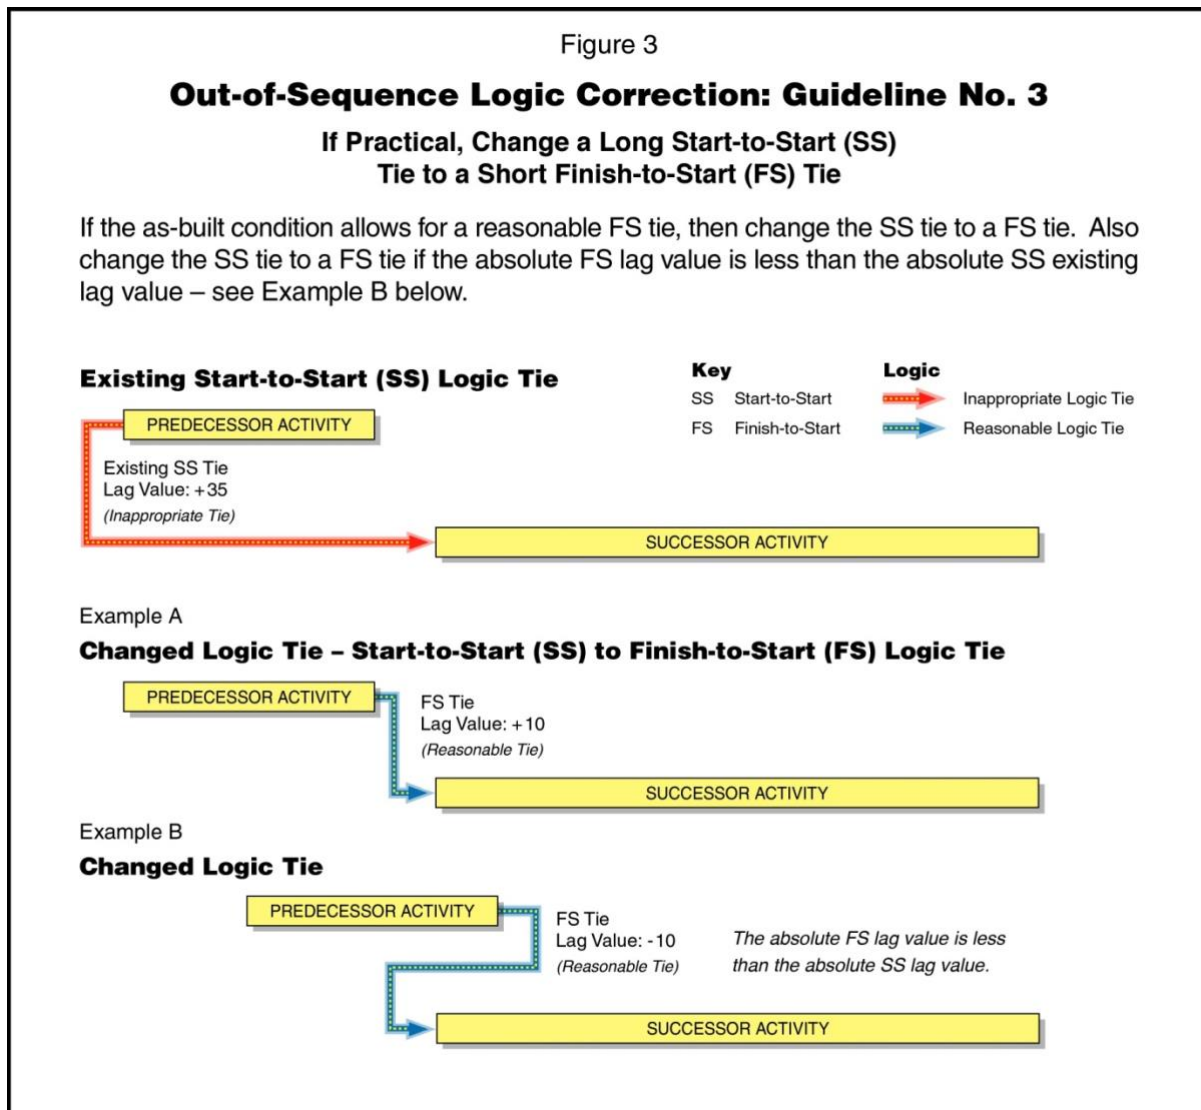 Figure 3
Out-of-Sequence Logic Correction: Guideline No. 3
If Practical, Change a Long Start-to-Start (SS)
Tie to a Short Finish-to-Start (FS) Tie
If the as-built condition allows for a reasonable FS tie, then change the SS tie to a FS tie. Also
change the SS tie to a FS tie if the absolute FS lag value is less than the absolute SS existing
lag value – see Example B below.
Existing Start-to-Start (SS) Logic Tie
Key
Logic
SS Start-to-Start
Inappropriate Logic Tie
FS Finish-to-Start
Reasonable Logic Tie
PREDECESSOR ACTIVITY
Existing SS Tie
Lag Value: +35
(Inappropriate Tie)
SUCCESSOR ACTIVITY
Example A
Changed Logic Tie – Start-to-Start (SS) to Finish-to-Start (FS) Logic Tie
PREDECESSOR ACTIVITY
FS Tie
Lag Value: +10
(Reasonable Tie)
SUCCESSOR ACTIVITY
Example B
Changed Logic Tie
PREDECESSOR ACTIVITY
FS Tie
Lag Value: -10
(Reasonable Tie)
The absolute FS lag value is less
than the absolute SS lag value.
SUCCESSOR ACTIVITY